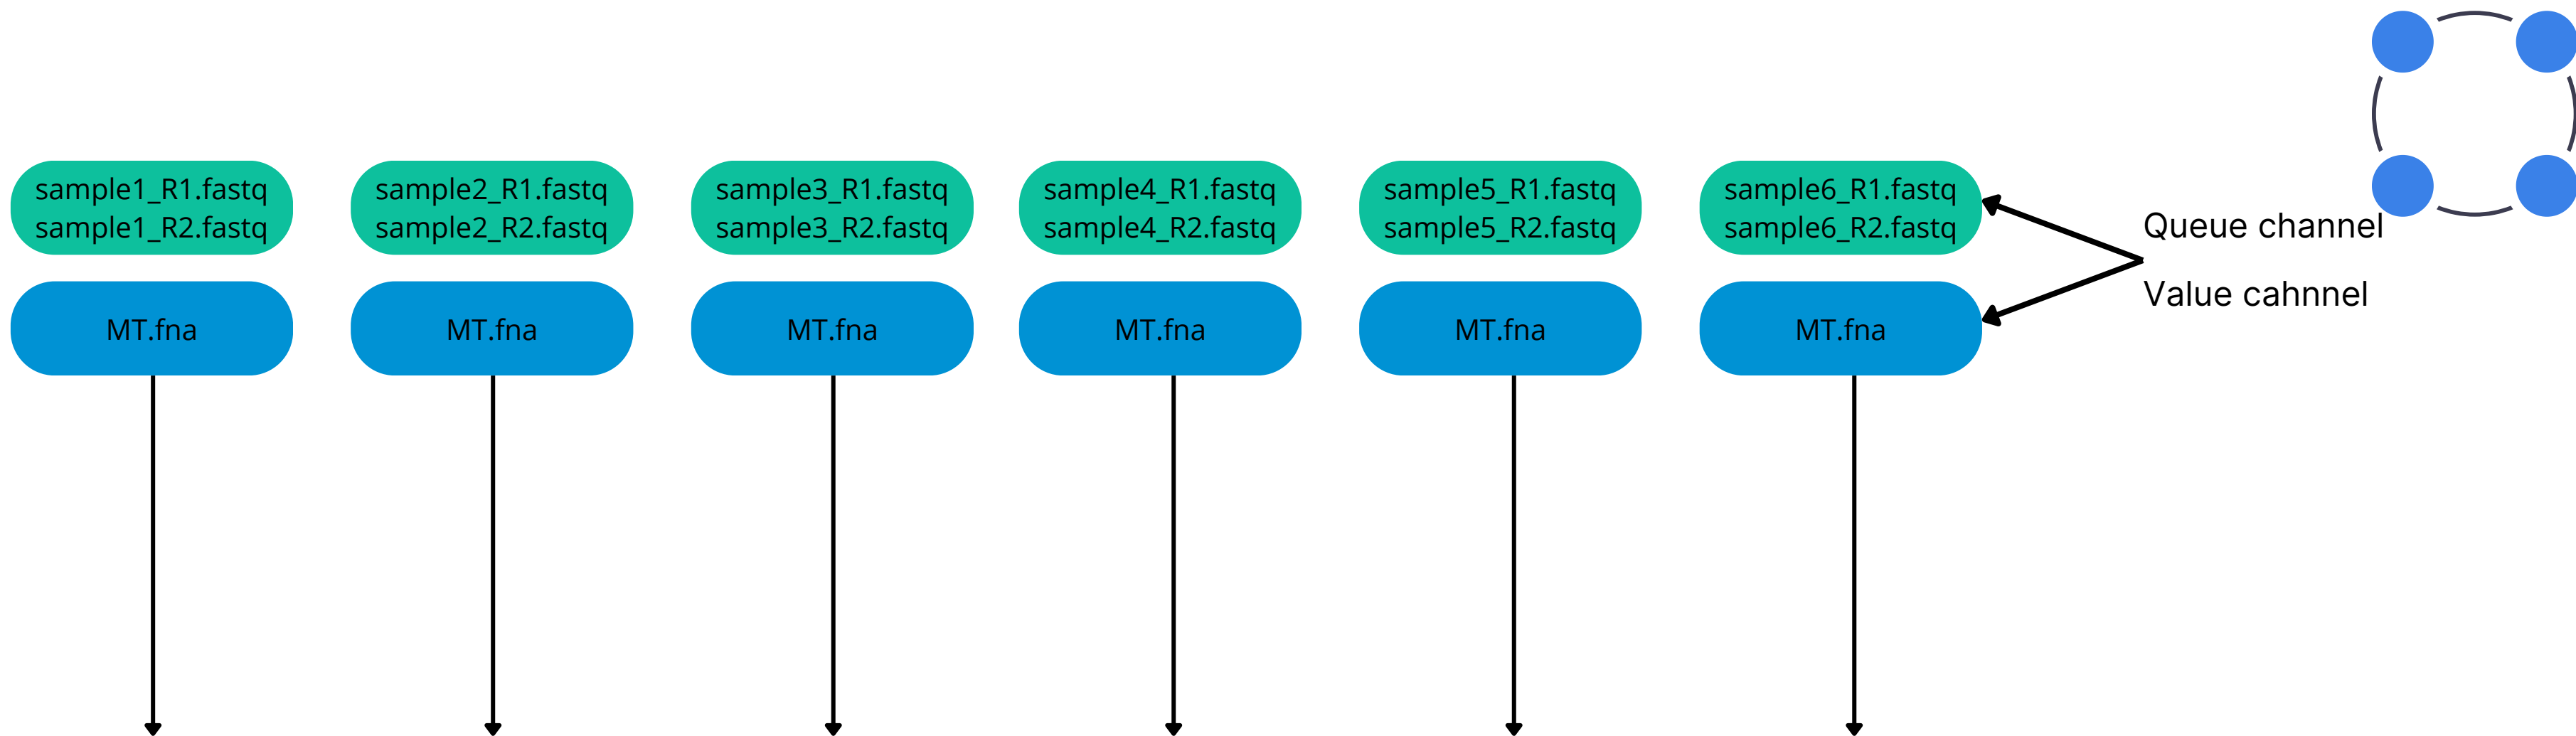 sample1_R1.fastq
sample1_R2.fastq
sample2_R1.fastq
sample2_R2.fastq
sample3_R1.fastq
sample3_R2.fastq
sample4_R1.fastq
sample4_R2.fastq
sample5_R1.fastq
sample5_R2.fastq
sample6_R1.fastq
sample6_R2.fastq
Queue channel
Value cahnnel
MT.fna
MT.fna
MT.fna
MT.fna
MT.fna
MT.fna